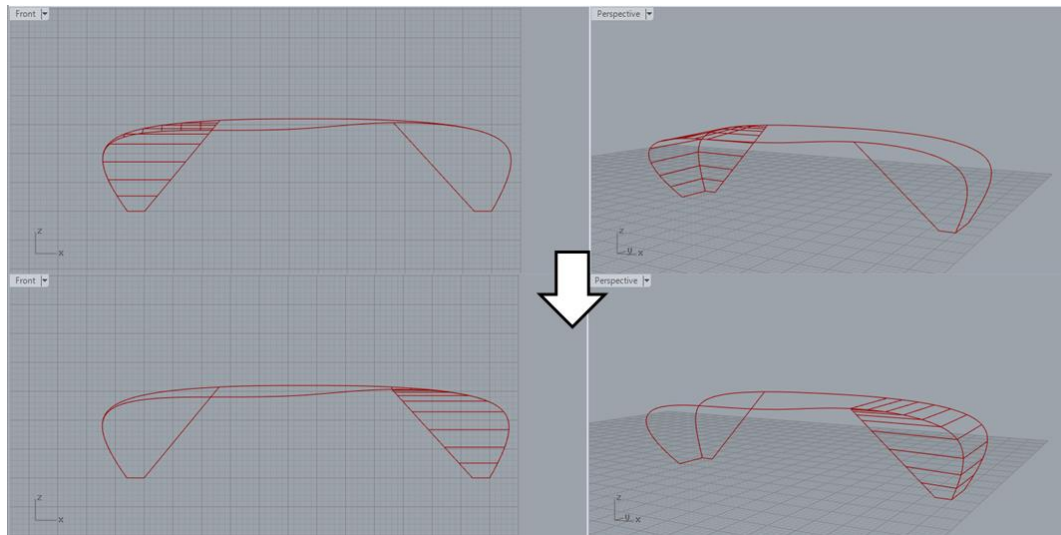 Front
Perspective
z
x
z
y x
Front
Perspective
z
x
z
y x